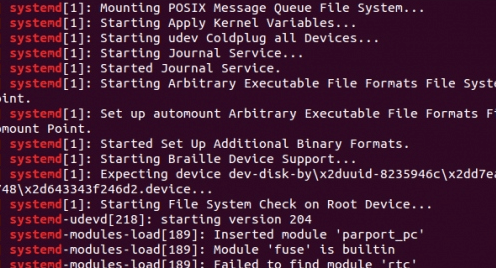 systemd[1]: Mounting POSIX Message Queue File System...
systemd[1]: Starting Apply Kernel Variables...
systemd[1]: Starting udev Coldplug all Devices...
systemd[1]: Starting Journal Service...
systemd[1]: Started Journal Service.
systemd[1]: Starting Arbitrary Executable File Formats File Syste
oint.
systemd[1]: Set up automount Arbitrary Executable File Formats Fi
omount Point.
systemd[1]: Started Set Up Additional Binary Formats.
systemd[1]: Starting Braille Device Support...
systemd[1]: Expecting device dev-disk-by\x2duuid-8235946c\x2dd7ea
748\x2d643343f246d2.device...
systemd[1]: Starting File System Check on Root Device...
systemd-udevd[218]: starting version 204
systemd-modules-load[189]: Inserted module 'parport_pc'
systemd-modules-load[189]: Module 'fuse' is builtin
systemd-modules-load[189]: Failed to find module 'rtc'